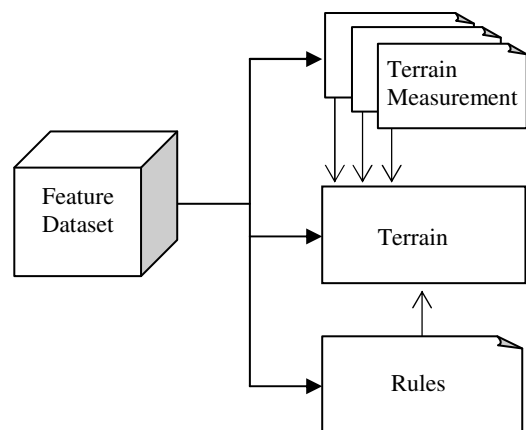 Terrain
Measurement
Feature
Dataset
Terrain
Rules